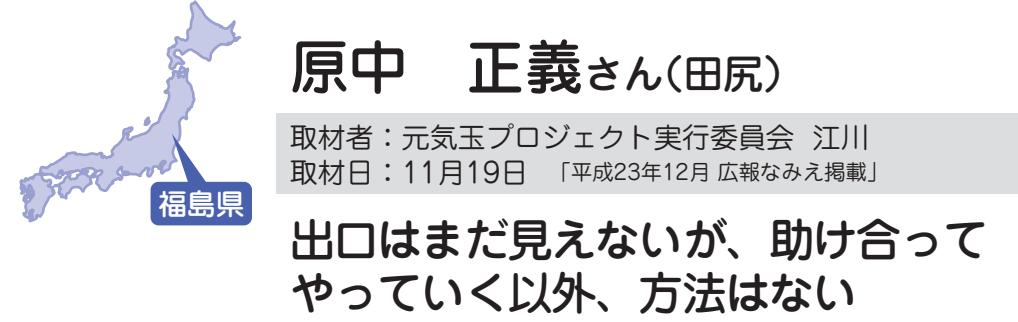 原中　正義さん（田尻）
取材者：元気玉プロジェクト実行委員会 江川
取材日：11月19日 「平成23年12月 広報なみえ掲載」
福島県
出口はまだ見えないが、助け合って
やっていく以外、方法はない